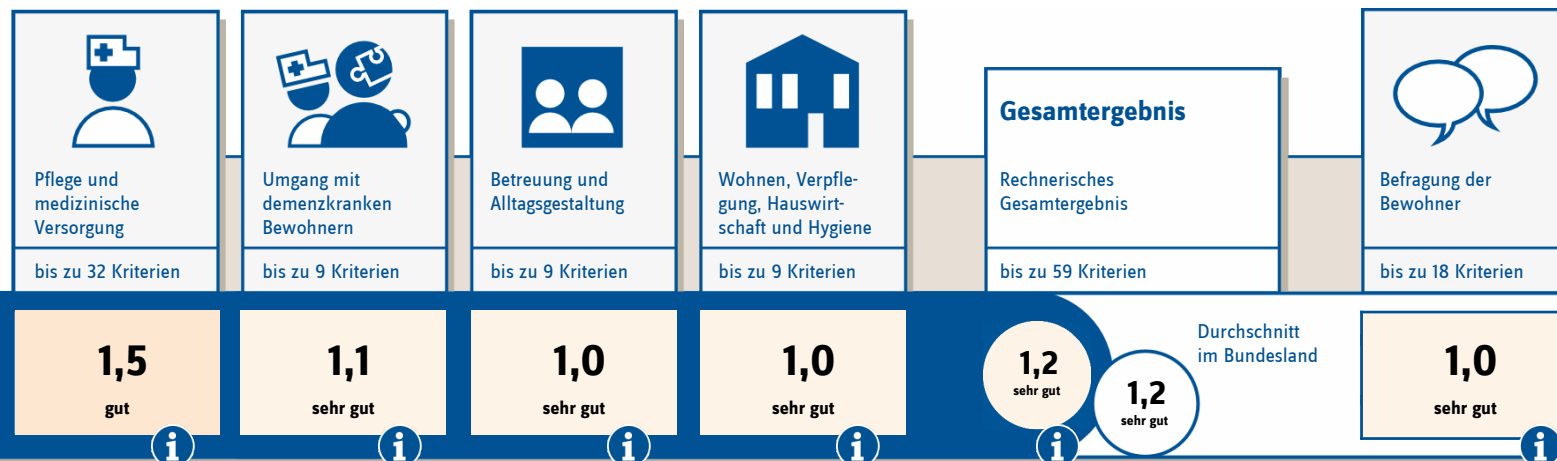 Pflege und
medizinische
Versorgung
bis zu 32 Kriterien
1,5
gut
i
Umgang mit
demenzkranken
Bewohnern
bis zu 9 Kriterien
1,1
sehr gut
i
Betreuung und
Alltagsgestaltung
bis zu 9 Kriterien
1,0
sehr gut
i
Wohnen, Verpfle-
gung, Hauswirt-
schaft und Hygiene
bis zu 9 Kriterien
1,0
sehr gut
i
Gesamtergebnis
Rechnerisches
Gesamtergebnis
bis zu 59 Kriterien
1,2
sehr gut
i
1,2
sehr gut
Durchschnitt
im Bundesland
Befragung der
Bewohner
bis zu 18 Kriterien
1,0
sehr gut
i